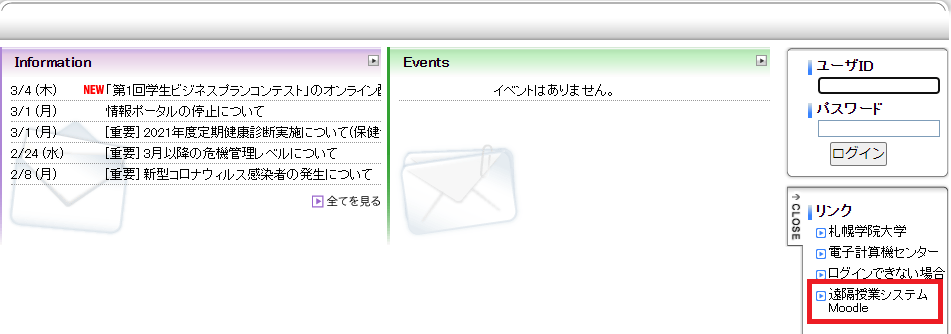 Information
3/4 (木) NEW 「第1回学生ビジネスプランコンテスト」のオンライン
3/1 (月) 情報ポータルの停止について
3/1 (月) [重要] 2021年度定期健康診断実施について(保健
2/24 (水) [重要] 3月以降の危機管理レベルについて
2/8 (月) [重要] 新型コロナウィルス感染者の発生について
全てを見る
Events
イベントはありません。
ユーザID
パスワード
ログイン
CLOSE
リンク
札幌学院大学
電子計算機センター
ログインできない場合
遠隔授業システム
Moodle